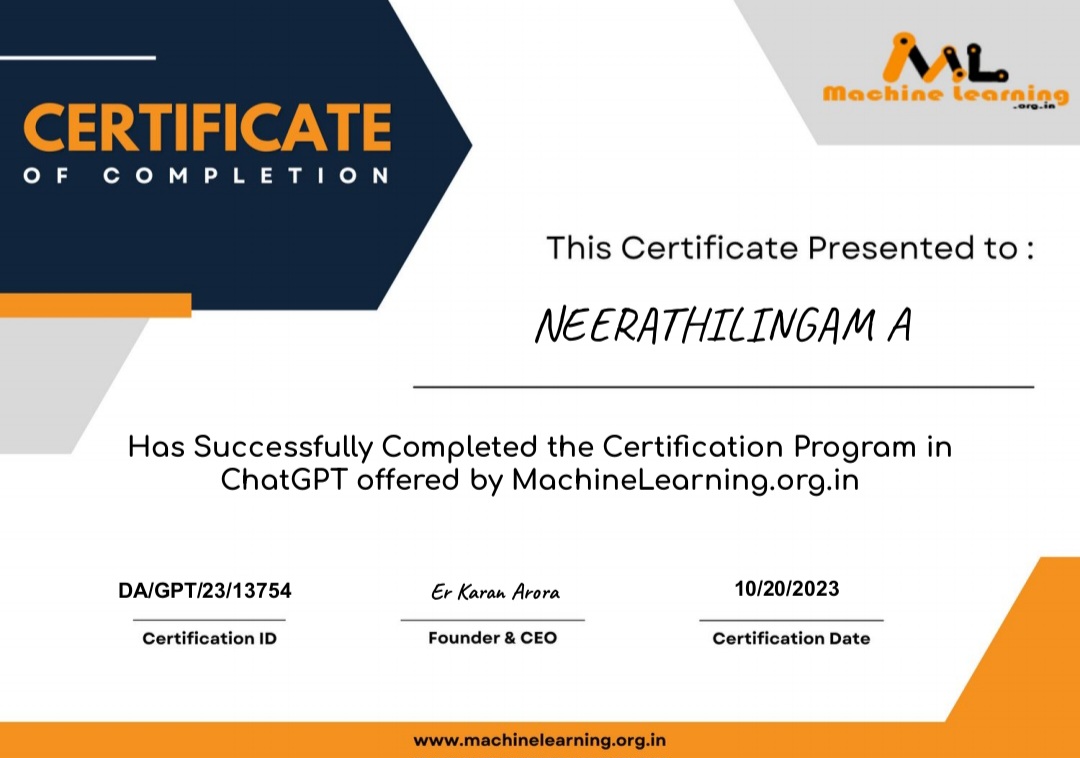 CERTIFICATE
OF COMPLETION
ML
Machine Learning
.org.in
This Certificate Presented to :
NEERATHILINGAM A
Has Successfully Completed the Certification Program in
ChatGPT offered by MachineLearning.org.in
DA/GPT/23/13754
Certification ID
Er Karan Arora
Founder & CEO
10/20/2023
Certification Date
www.machinelearning.org.in